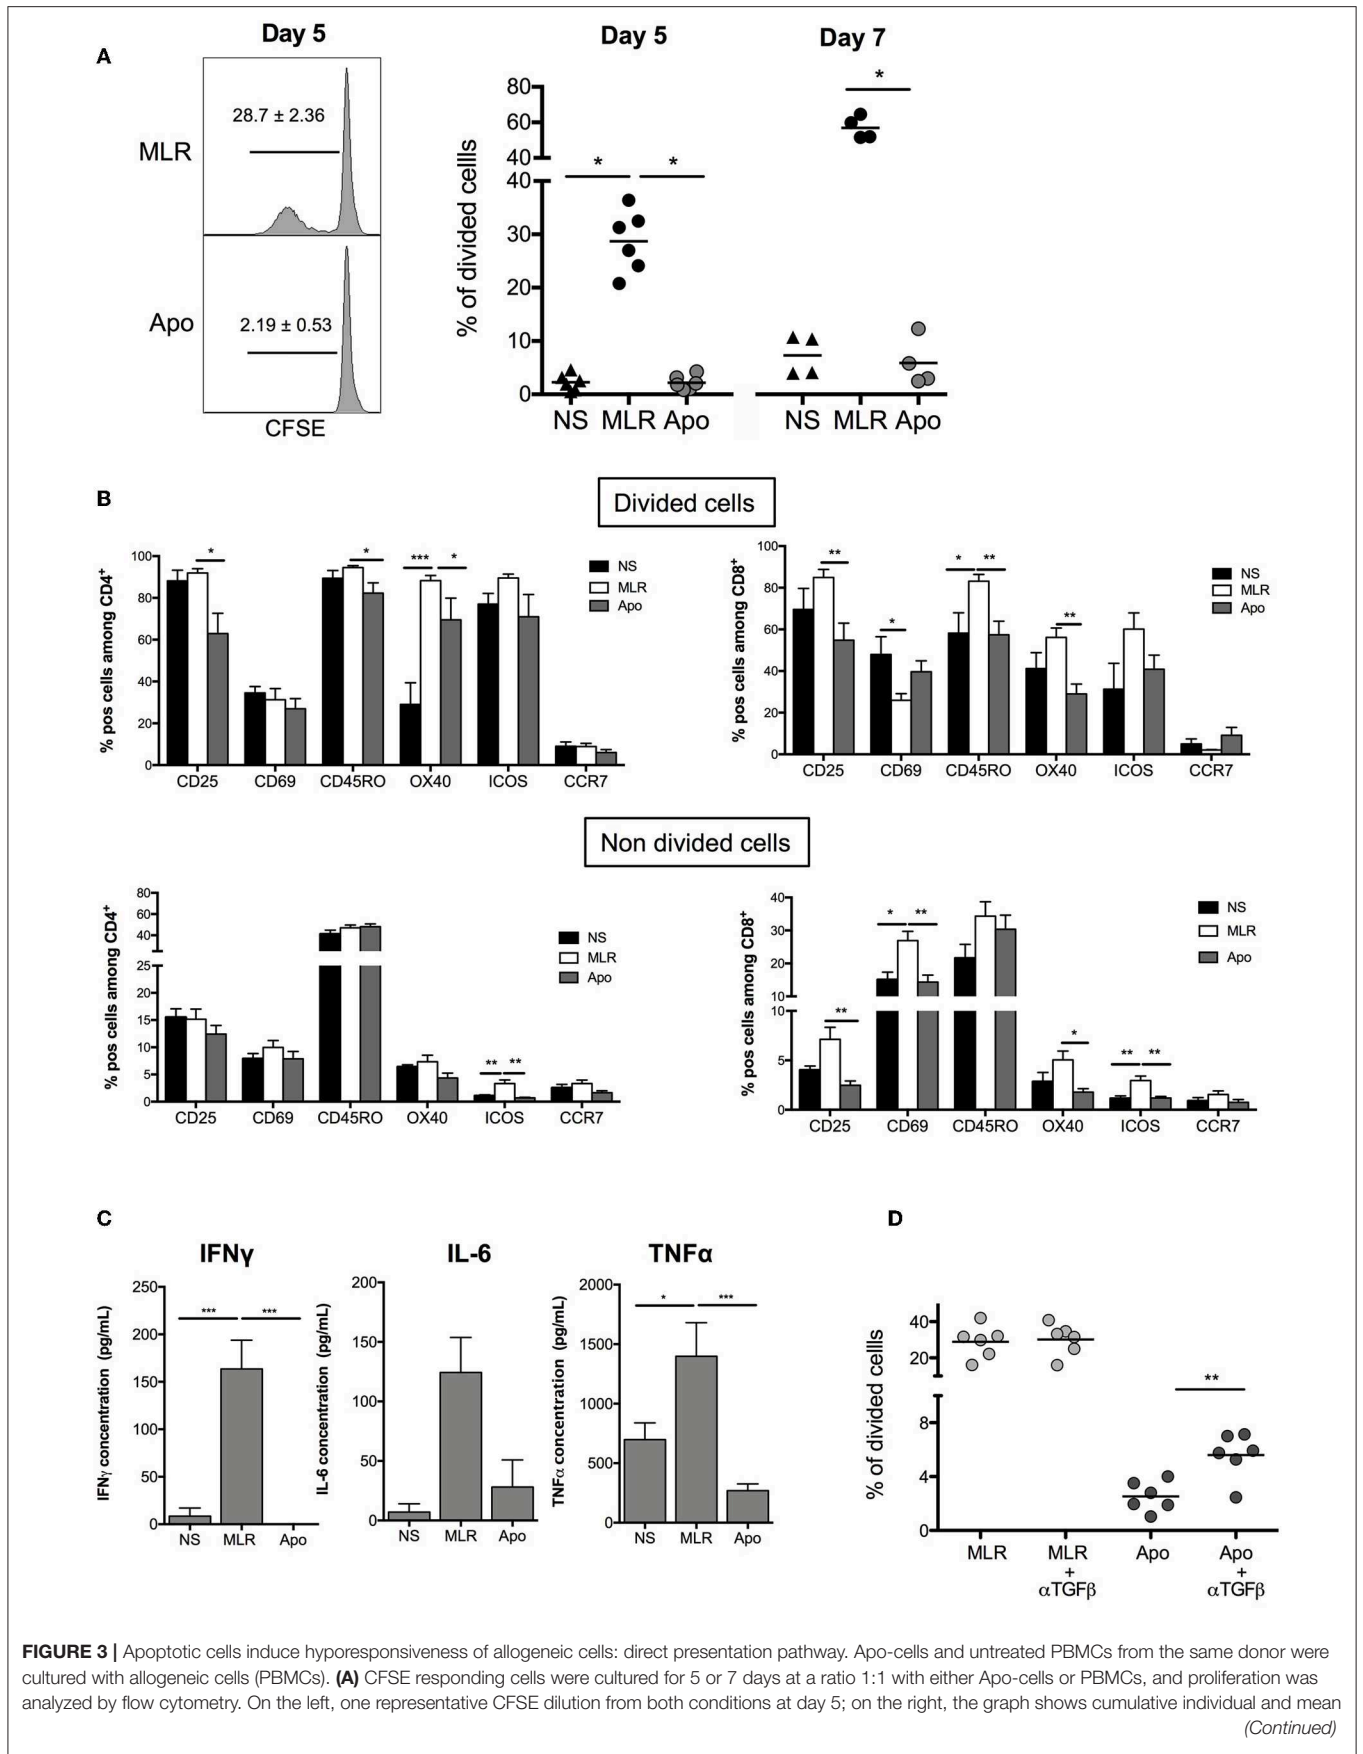 A
Day 5
MLR
28.7 ± 2.36
Apo
2.19 ± 0.53
CFSE
Day 5
Day 7
% of divided cellls
80
60
40
40
30
20
10
0
*
*
*
NS MLR Apo
NS MLR Apo
B
Divided cells
% pos cells among CD4+
100
80
60
40
20
0
*
*
***
*
NS
MLR
Apo
CD25 CD69 CD45RO OX40 ICOS CCR7
% pos cells among CD8+
100
80
60
40
20
0
**
*
*
**
**
NS
MLR
Apo
CD25 CD69 CD45RO OX40 ICOS CCR7
Non divided cells
% pos cells among CD4+
80
60
40
25
20
15
10
5
0
**
**
NS
MLR
Apo
CD25 CD69 CD45RO OX40 ICOS CCR7
% pos cells among CD8+
40
30
20
10
10
5
0
**
*
**
*
**
**
NS
MLR
Apo
CD25 CD69 CD45RO OX40 ICOS CCR7
C
IFNγ
IFNγ concentration (pg/mL)
250
200
150
100
50
0
***
***
NS MLR Apo
IL-6
IL-6 concentration (pg/mL)
200
150
100
50
0
NS MLR Apo
TNFα
TNFα concentration (pg/mL)
2000
1500
1000
500
0
*
***
NS MLR Apo
D
% of divided cellls
40
20
8
4
0
**
MLR
MLR
+
αTGFβ
Apo
Apo
+
αTGFβ
FIGURE 3 | Apoptotic cells induce hyporesponsiveness of allogeneic cells: direct presentation pathway. Apo-cells and untreated PBMCs from the same donor were
cultured with allogeneic cells (PBMCs). (A) CFSE responding cells were cultured for 5 or 7 days at a ratio 1:1 with either Apo-cells or PBMCs, and proliferation was
analyzed by flow cytometry. On the left, one representative CFSE dilution from both conditions at day 5; on the right, the graph shows cumulative individual and mean
(Continued)